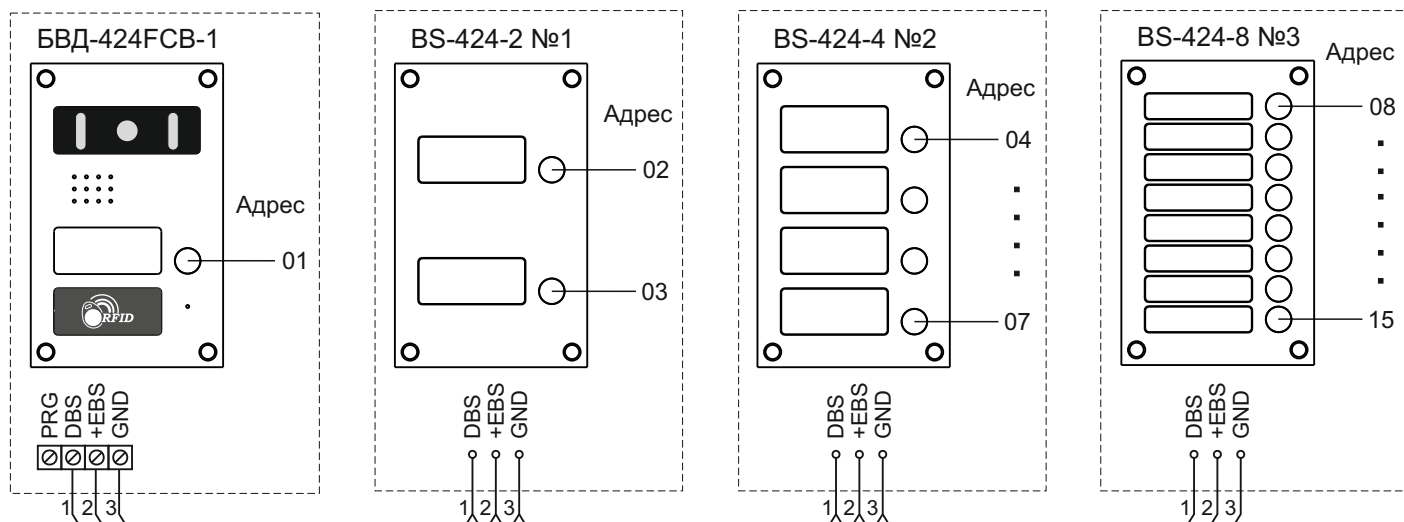 БВД-424FCB-1
Адрес
01
RFID
PRG
DBS
+EBS
GND
1 2 3
BS-424-2 №1
Адрес
02
03
DBS
+EBS
GND
1 2 3
BS-424-4 №2
Адрес
04
07
DBS
+EBS
GND
1 2 3
BS-424-8 №3
Адрес
08
15
DBS
+EBS
GND
1 2 3